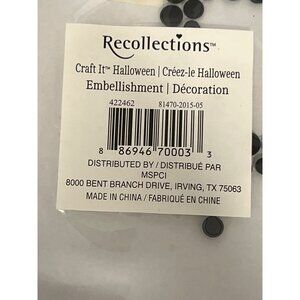 Recollections™
Craft It™ Halloween | Créez-le Halloween
Embellishment | Décoration
422462 81470-2015-05
8 86946 70003 3
DISTRIBUTED BY / DISTRIBUÉ PAR
MSPCI
8000 BENT BRANCH DRIVE, IRVING, TX 75063
MADE IN CHINA / FABRIQUÉ EN CHINE